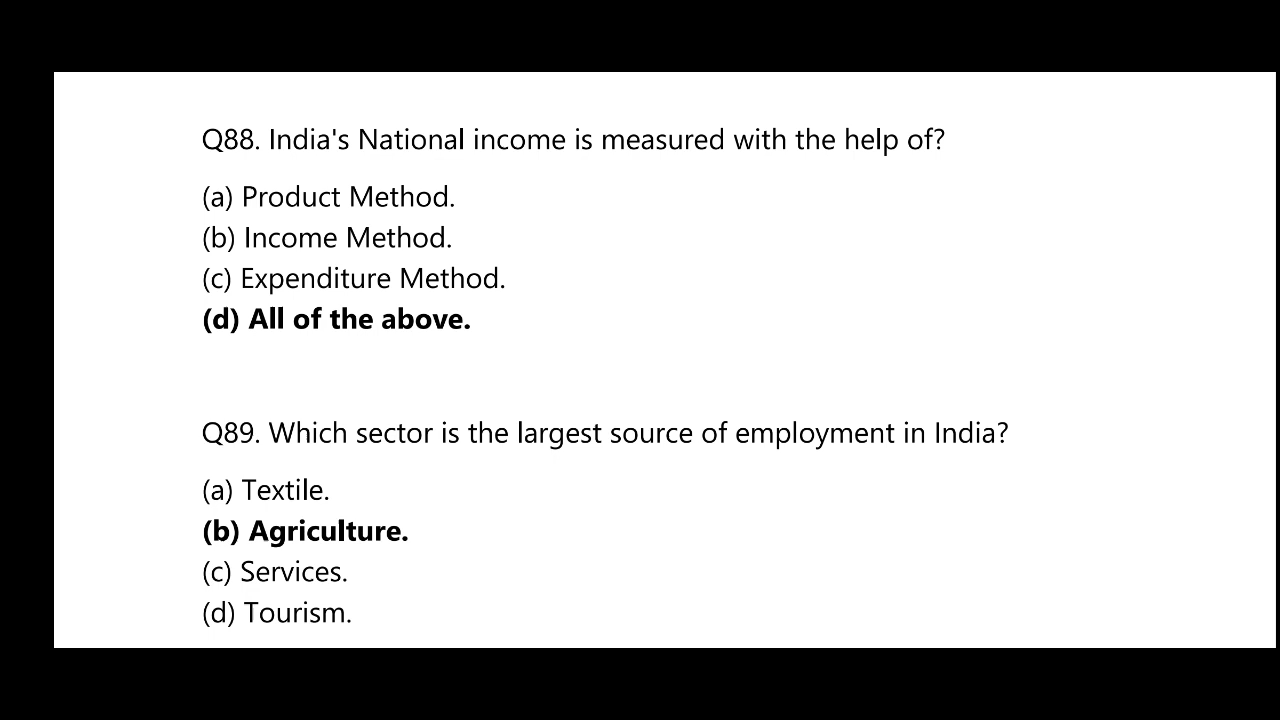 Q88. India's National income is measured with the help of?
(a) Product Method.
(b) Income Method.
(c) Expenditure Method.
(d) All of the above.
Q89. Which sector is the largest source of employment in India?
(a) Textile.
(b) Agriculture.
(c) Services.
(d) Tourism.